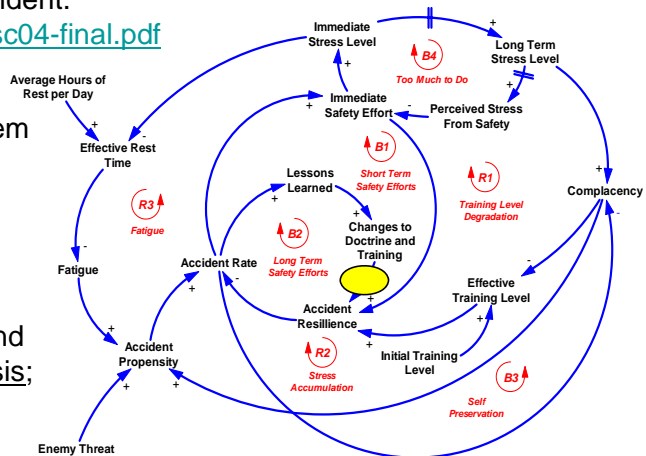 dent.
sc04-final.pdf
em
nd
sis;
Immediate
Stress Level
B4
Too Much to Do
Long Term
Stress Level
Average Hours of
Rest per Day
Immediate
Safety Effort
Perceived Stress
From Safety
Effective Rest
Time
B1
Short Term
Safety Efforts
R1
Training Level
Degradation
Complacency
Lessons
Learned
R3
Fatigue
B2
Long Term
Safety Efforts
Changes to
Doctrine and
Training
Fatigue
Accident Rate
Effective
Training Level
Accident
Resillience
Accident
Propensity
R2
Stress
Accumulation
Initial Training
Level
B3
Self
Preservation
Enemy Threat